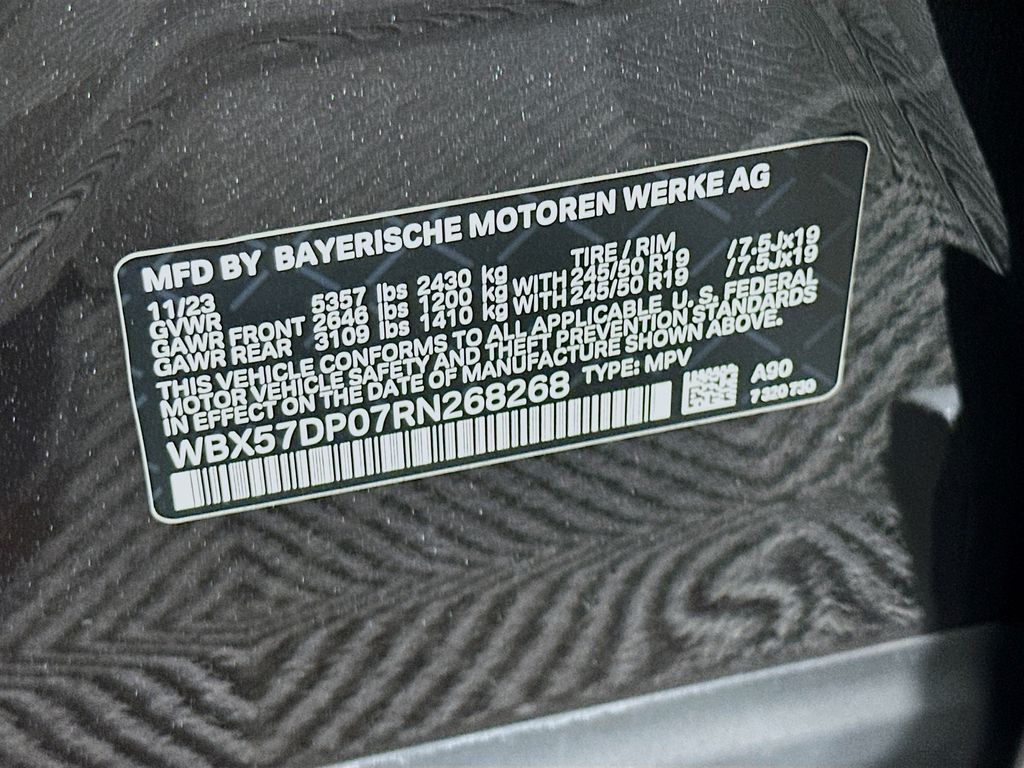 MFD BY BAYERISCHE MOTOREN WERKE AG
11/23 TIRE / RIM
GVWR 5357 lbs 2430 kg
GAWR FRONT 2646 lbs 1200 kg WITH 245/50 R19 /7.5Jx19
GAWR REAR 3109 lbs 1410 kg WITH 245/50 R19 /7.5Jx19
THIS VEHICLE CONFORMS TO ALL APPLICABLE U. S. FEDERAL
MOTOR VEHICLE SAFETY AND THEFT PREVENTION STANDARDS
IN EFFECT ON THE DATE OF MANUFACTURE SHOWN ABOVE.
WBX57DP07RN268268 TYPE: MPV
A90
7 320 730